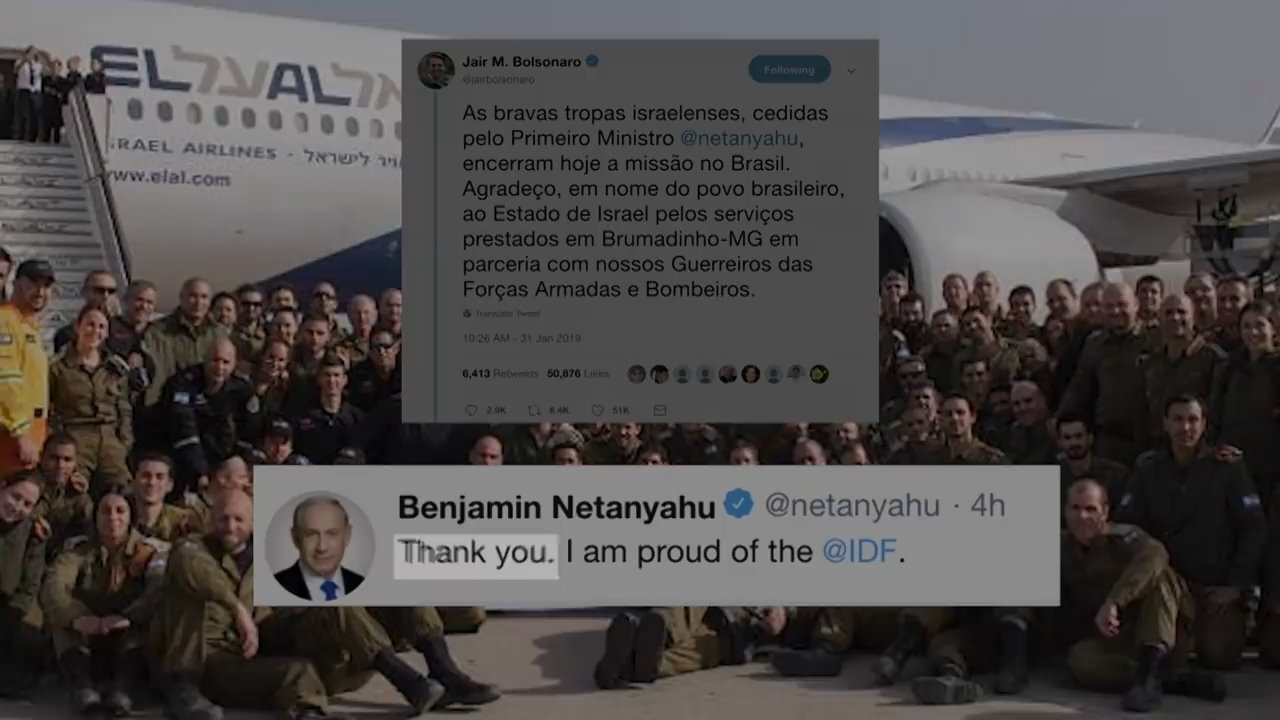 ELאלALאל
ISRAEL AIRLINES - אויר לישראל
www.elal.com
Jair M. Bolsonaro
@jairbolsonaro
Following
As bravas tropas israelenses, cedidas
pelo Primeiro Ministro @netanyahu,
encerram hoje a missão no Brasil.
Agradeço, em nome do povo brasileiro,
ao Estado de Israel pelos serviços
prestados em Brumadinho-MG em
parceria com nossos Guerreiros das
Forças Armadas e Bombeiros.
Translate Tweet
10:26 AM - 31 Jan 2019
6,413 Retweets 50,876 Likes
2.9K 6.4K 51K
Benjamin Netanyahu @netanyahu · 4h
Thank you. I am proud of the @IDF.